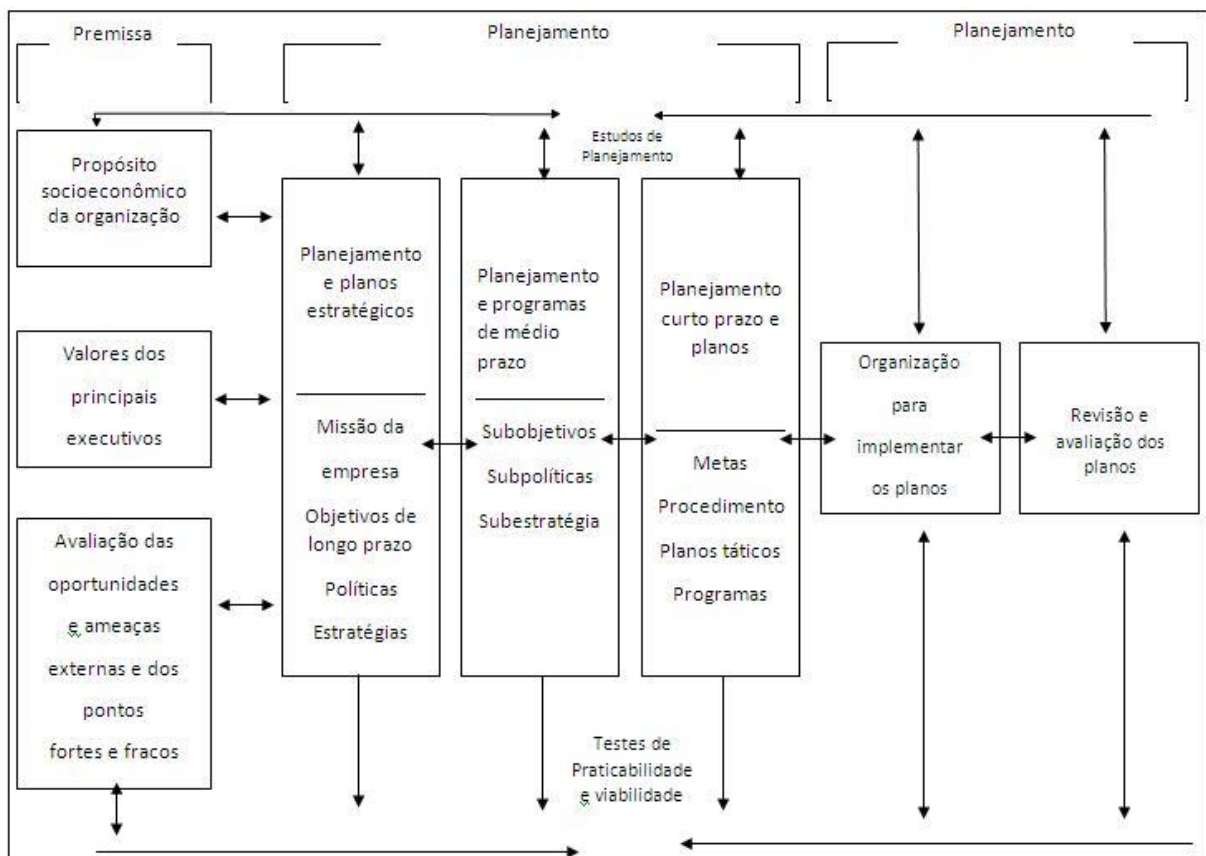 Premissa
Planejamento
Planejamento
Estudos de
Planejamento
Propósito
socioeconômico
da organização
Valores dos
principais
executivos
Avaliação das
oportunidades
e ameaças
externas e dos
pontos
fortes e fracos
Planejamento
e planos
estratégicos
Missão da
empresa
Objetivos de
longo prazo
Políticas
Estratégias
Planejamento
e programas
de médio
prazo
Subobjetivos
Subpolíticas
Subestratégia
Planejamento
curto prazo e
planos
Metas
Procedimento
Planos táticos
Programas
Organização
para
implementar
os planos
Revisão e
avaliação dos
planos
Testes de
Praticabilidade
e viabilidade